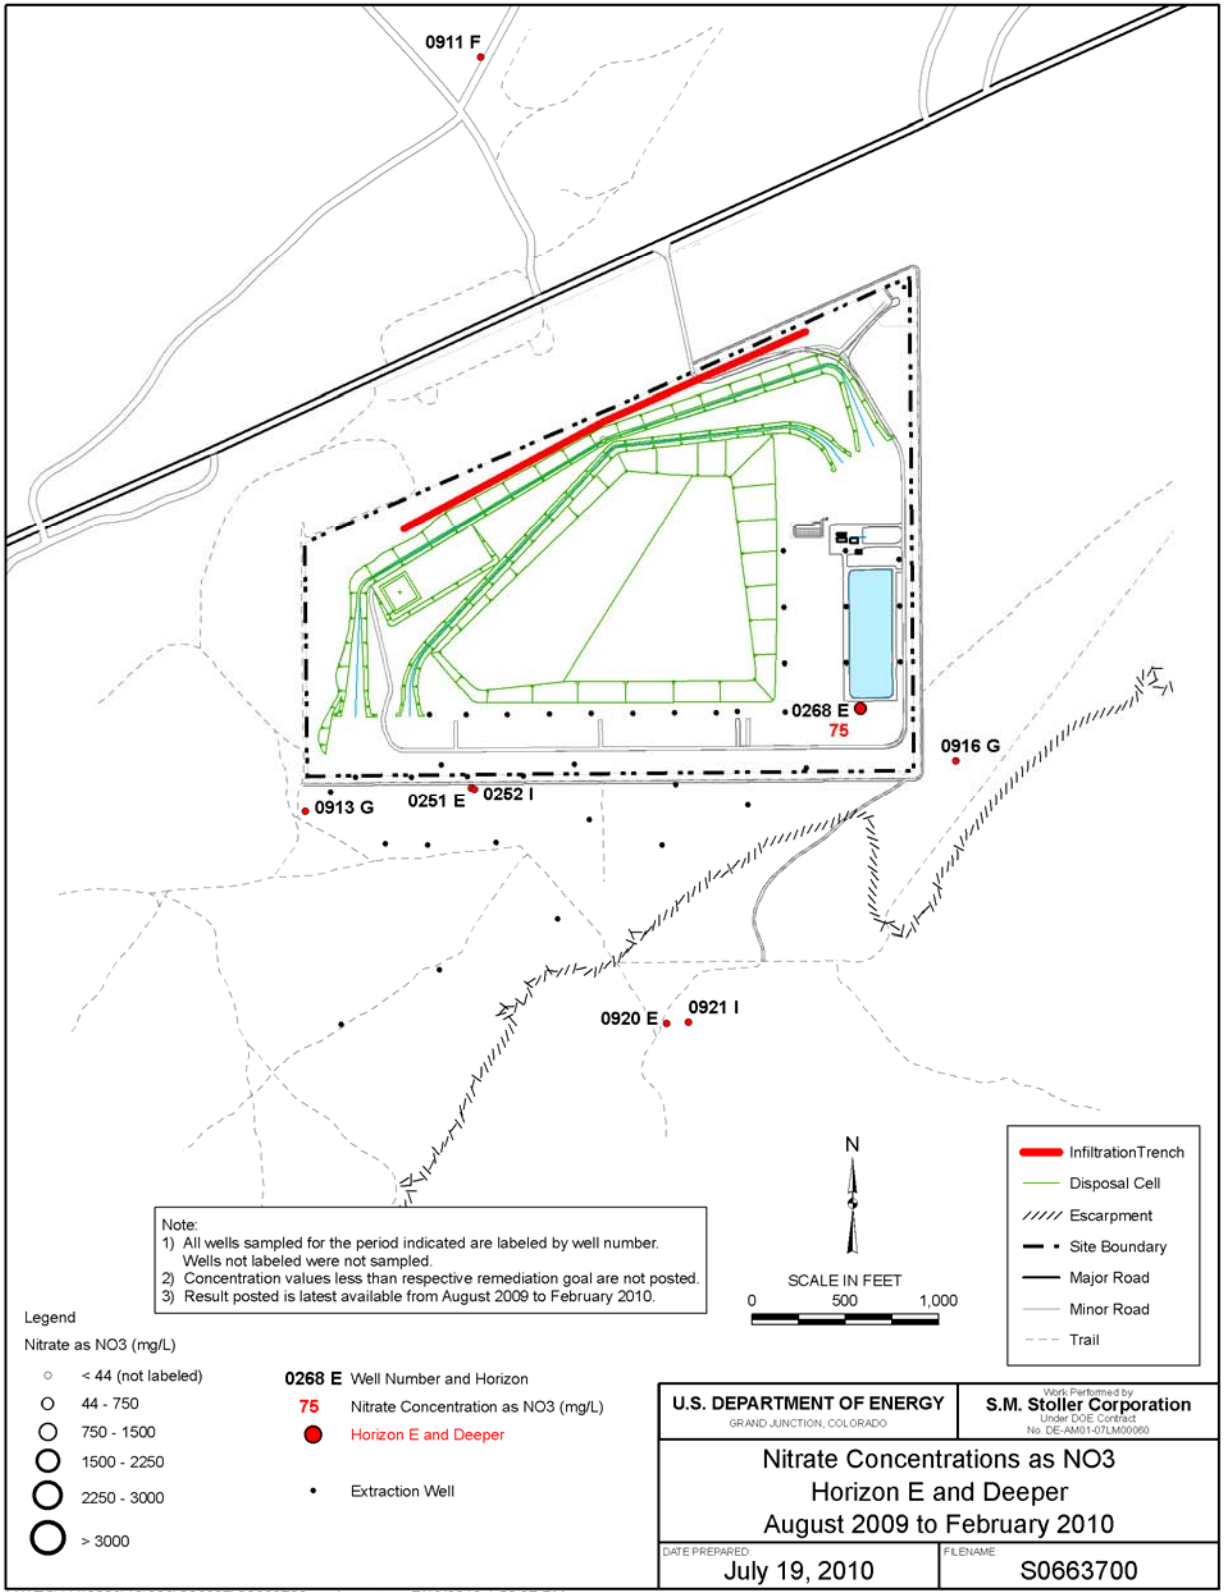 0911 F
0268 E
75
0916 G
0913 G
0251 E
0252 I
0920 E
0921 I
N
SCALE IN FEET
0 500 1,000
InfiltrationTrench
Disposal Cell
Escarpment
Site Boundary
Major Road
Minor Road
Trail
Note:
1) All wells sampled for the period indicated are labeled by well number.
Wells not labeled were not sampled.
2) Concentration values less than respective remediation goal are not posted.
3) Result posted is latest available from August 2009 to February 2010.
Legend
Nitrate as NO3 (mg/L)
< 44 (not labeled)
44 - 750
750 - 1500
1500 - 2250
2250 - 3000
> 3000
0268 E Well Number and Horizon
75 Nitrate Concentration as NO3 (mg/L)
Horizon E and Deeper
Extraction Well
U.S. DEPARTMENT OF ENERGY
GRAND JUNCTION, COLORADO
Work Performed by
S.M. Stoller Corporation
Under DOE Contract
No. DE-AM01-07LM00060
Nitrate Concentrations as NO3
Horizon E and Deeper
August 2009 to February 2010
DATE PREPARED:
July 19, 2010
FILENAME:
S0663700